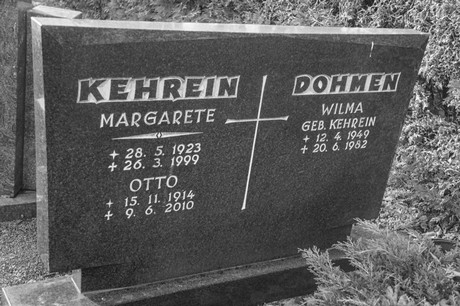 KEHREIN
MARGARETE
+ 28. 5. 1923
+ 26. 3. 1999
OTTO
+ 15. 11. 1914
+ 9. 6. 2010
DOHMEN
WILMA
GEB. KEHREIN
+ 12. 4. 1949
+ 20. 6. 1982